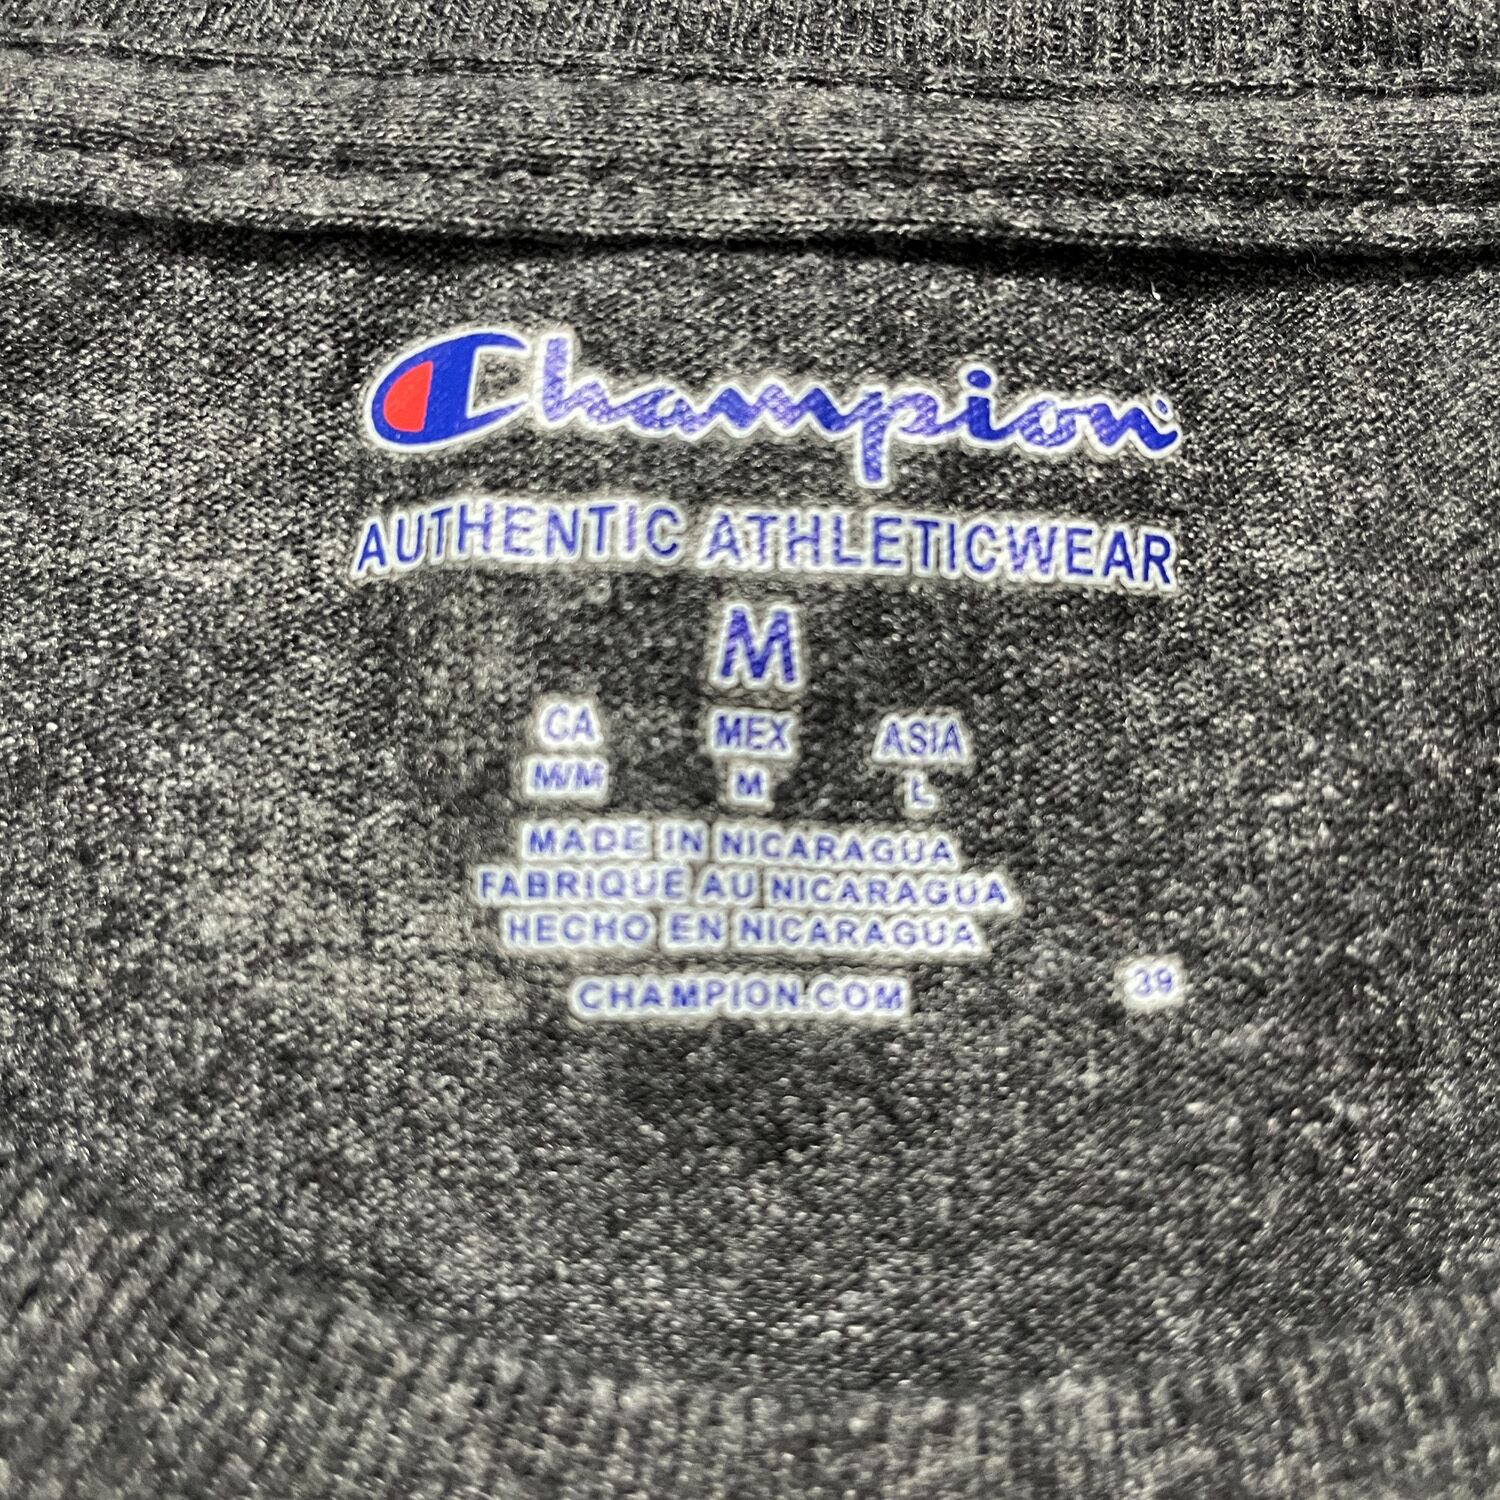 Champion
AUTHENTIC ATHLETICWEAR
M
CA MEX ASIA
M/M M L
MADE IN NICARAGUA
FABRIQUÉ AU NICARAGUA
HECHO EN NICARAGUA
CHAMPION.COM
39